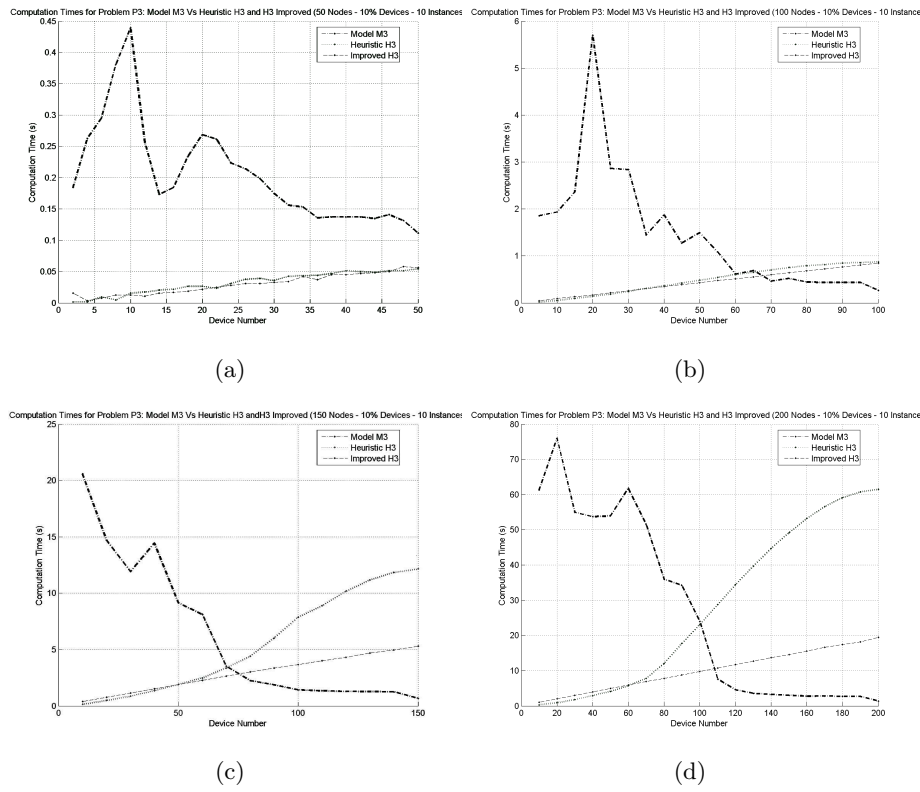 Computation Times for Problem P3: Model M3 Vs Heuristic H3 and H3 Improved (50 Nodes - 10% Devices - 10 Instances
0.45
0.4
0.35
0.3
0.25
0.2
0.15
0.1
0.05
0
Computation Time (s)
Model M3
Heuristic H3
Improved H3
0 5 10 15 20 25 30 35 40 45 50
Device Number
(a)
Computation Times for Problem P3: Model M3 Vs Heuristic H3 and H3 Improved (100 Nodes - 10% Devices - 10 Instance
6
5
4
3
2
1
0
Computation Time (s)
Model M3
Heuristic H3
Improved H3
0 10 20 30 40 50 60 70 80 90 100
Device Number
(b)
Computation Times for Problem P3: Model M3 Vs Heuristic H3 andH3 Improved (150 Nodes - 10% Devices - 10 Instances
25
20
15
10
5
0
Computation Time (s)
Model M3
Heuristic H3
Improved H3
0 50 100 150
Device Number
(c)
Computation Times for Problem P3: Model M3 Vs Heuristic H3 and H3 Improved (200 Nodes - 10% Devices - 10 Instance
80
70
60
50
40
30
20
10
0
Computation Time (s)
Model M3
Heuristic H3
Improved H3
0 20 40 60 80 100 120 140 160 180 200
Device Number
(d)